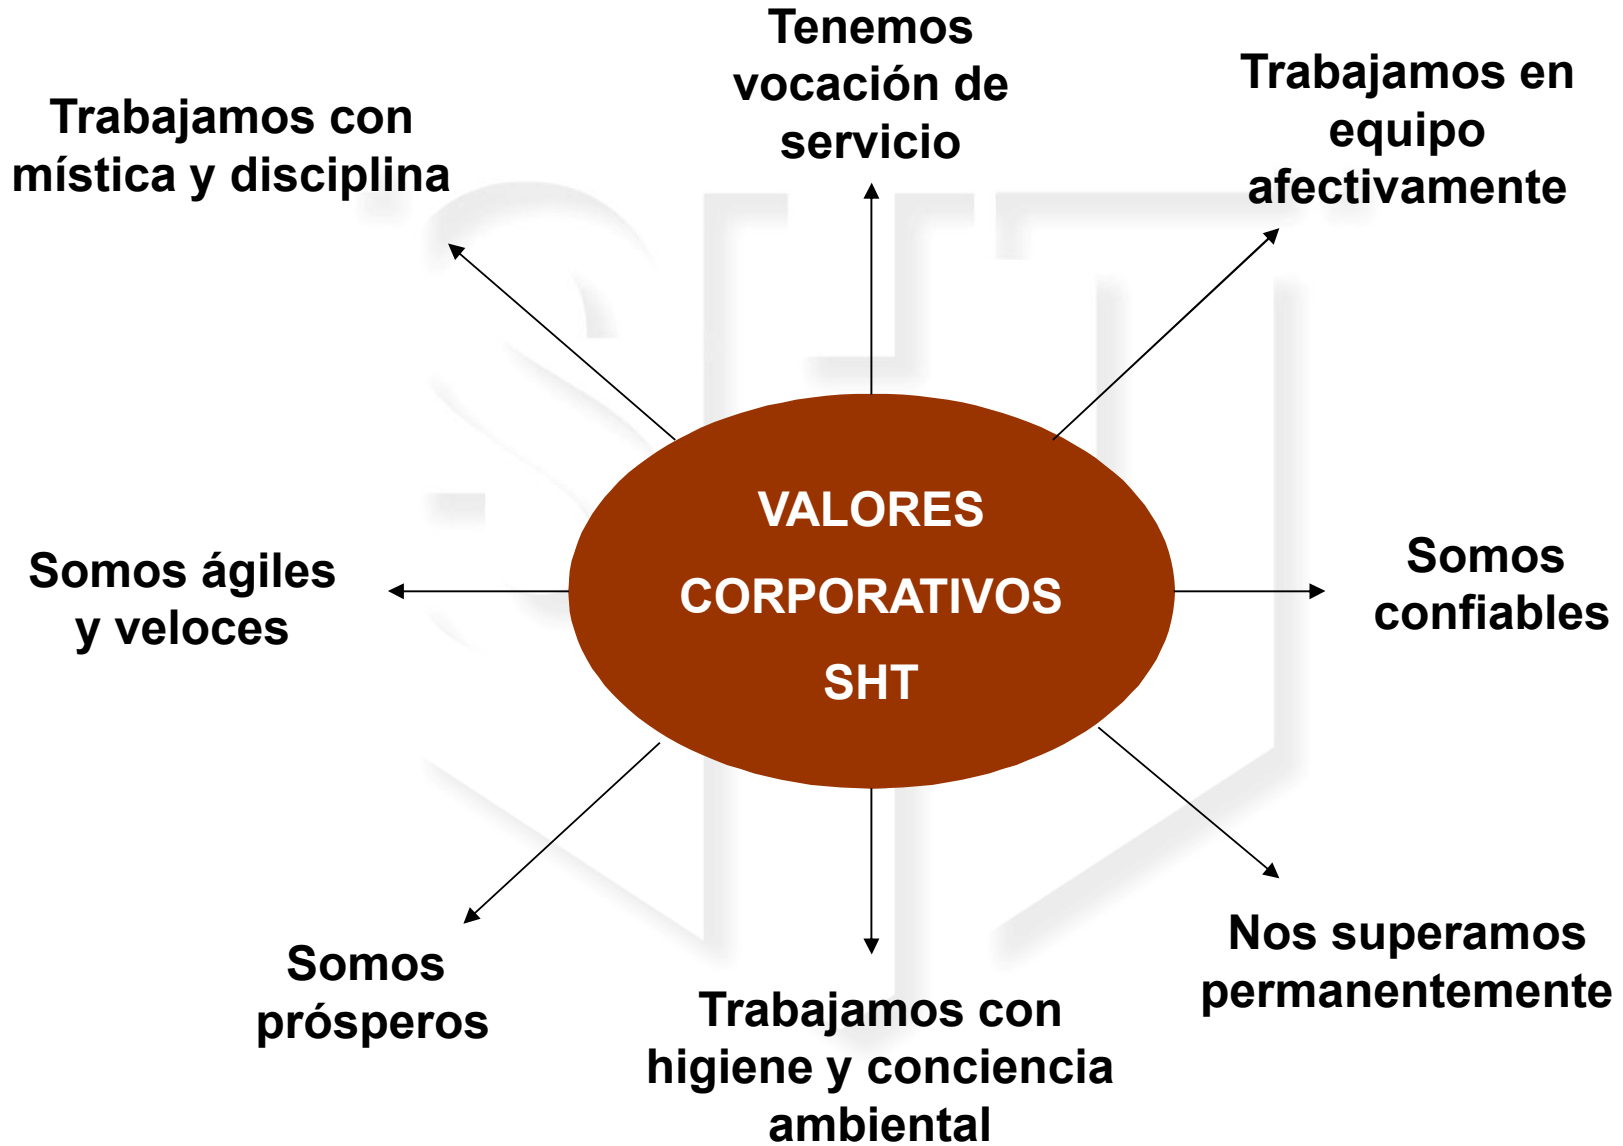 Tenemos
vocación de
servicio
Trabajamos en
equipo
afectivamente
Trabajamos con
mística y disciplina
VALORES
CORPORATIVOS
SHT
Somos ágiles
y veloces
Somos
confiables
Nos superamos
permanentemente
Somos
prósperos
Trabajamos con
higiene y conciencia
ambiental
SHT